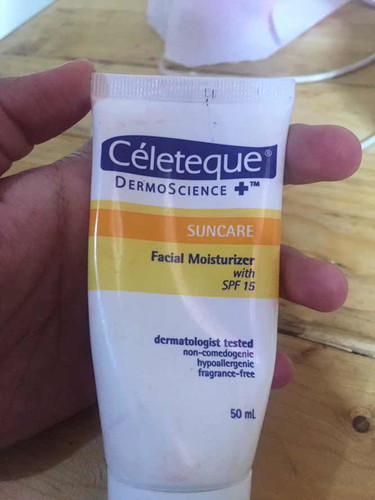 Céleteque®
DERMOSCIENCE +™
SUNCARE
Facial Moisturizer
with
SPF 15
dermatologist tested
non-comedogenic
hypoallergenic
fragrance-free
50 mL